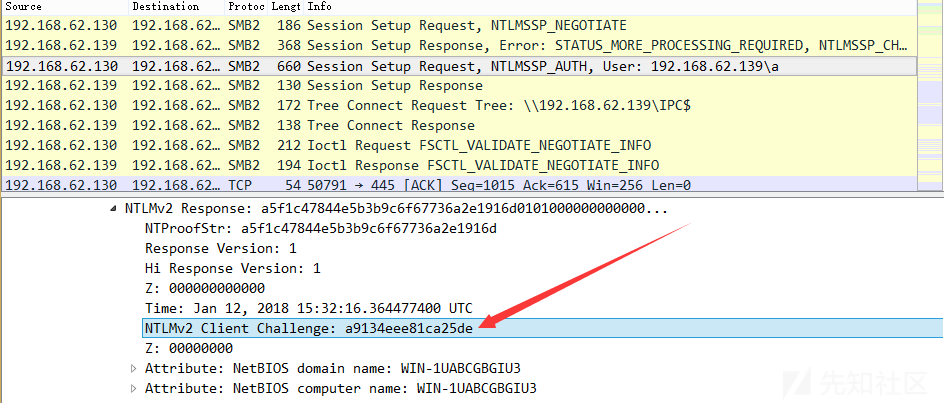 Source Destination Protoc Lengt Info
192.168.62.130 192.168.62… SMB2 186 Session Setup Request, NTLMSSP_NEGOTIATE
192.168.62.139 192.168.62… SMB2 368 Session Setup Response, Error: STATUS_MORE_PROCESSING_REQUIRED, NTLMSSP_CH…
192.168.62.130 192.168.62… SMB2 660 Session Setup Request, NTLMSSP_AUTH, User: 192.168.62.139\a
192.168.62.139 192.168.62… SMB2 130 Session Setup Response
192.168.62.130 192.168.62… SMB2 172 Tree Connect Request Tree: \\192.168.62.139\IPC$
192.168.62.139 192.168.62… SMB2 138 Tree Connect Response
192.168.62.130 192.168.62… SMB2 212 Ioctl Request FSCTL_VALIDATE_NEGOTIATE_INFO
192.168.62.139 192.168.62… SMB2 194 Ioctl Response FSCTL_VALIDATE_NEGOTIATE_INFO
192.168.62.130 192.168.62… TCP 54 50791 → 445 [ACK] Seq=1015 Ack=615 Win=256 Len=0
NTLMv2 Response: a5f1c47844e5b3b9c6f67736a2e1916d0101000000000000...
NTProofStr: a5f1c47844e5b3b9c6f67736a2e1916d
Response Version: 1
Hi Response Version: 1
Z: 000000000000
Time: Jan 12, 2018 15:32:16.364477400 UTC
NTLMv2 Client Challenge: a9134eee81ca25de
Z: 00000000
Attribute: NetBIOS domain name: WIN-1UABCGBGIU3
Attribute: NetBIOS computer name: WIN-1UABCGBGIU3
先知社区